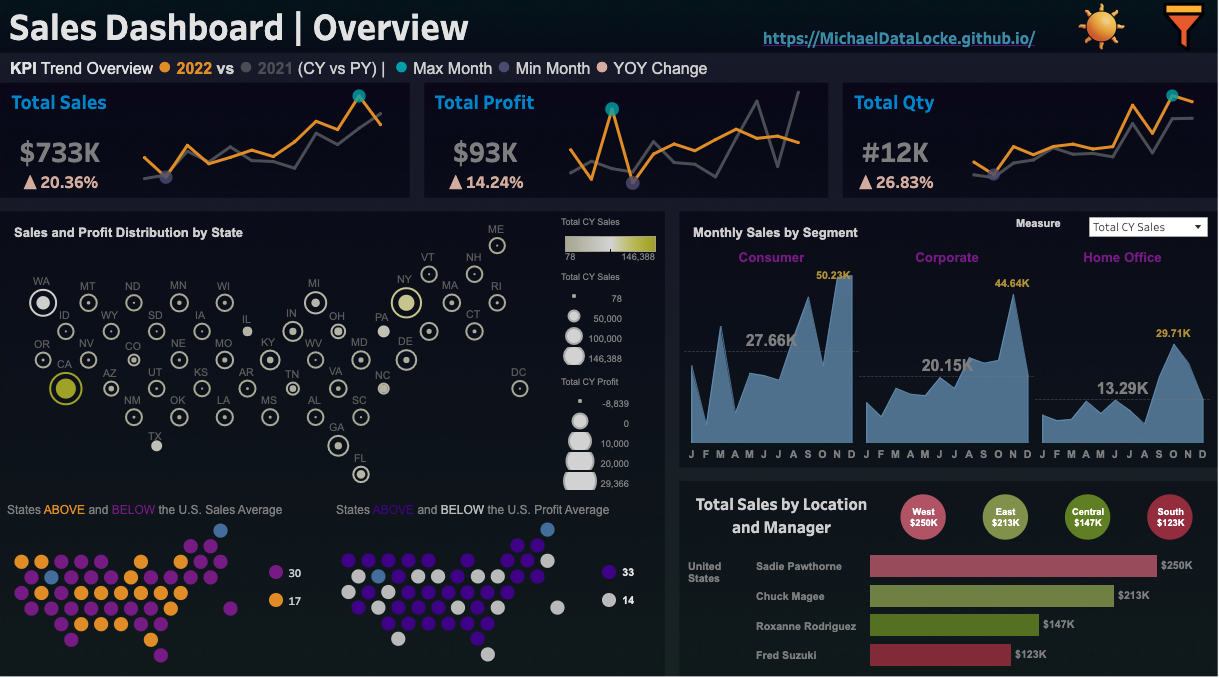 Sales Dashboard | Overview
https://MichaelDataLocke.github.io/
KPI Trend Overview 2022 vs 2021 (CY vs PY) | Max Month Min Month YOY Change
Total Sales
$733K
20.36%
Total Profit
$93K
14.24%
Total Qty
#12K
26.83%
Sales and Profit Distribution by State
ME
VT NH
WA MT ND MN WI MI NY MA RI
ID WY SD IA IL IN OH PA CT
OR NV CO NE MO KY WV MD DE
CA AZ UT KS AR TN VA NC DC
NM OK LA MS AL SC
TX GA
FL
Total CY Sales
78 146,388
Total CY Sales
78
50,000
100,000
146,388
Total CY Profit
-8,839
0
10,000
20,000
29,366
States ABOVE and BELOW the U.S. Sales Average
30
17
States ABOVE and BELOW the U.S. Profit Average
33
14
Measure
Total CY Sales
Monthly Sales by Segment
Consumer Corporate Home Office
50.23K
44.64K
29.71K
27.66K
20.15K
13.29K
J F M A M J J A S O N D J F M A M J J A S O N D J F M A M J J A S O N D
Total Sales by Location
and Manager
West
$250K
East
$213K
Central
$147K
South
$123K
United
States
Sadie Pawthorne $250K
Chuck Magee $213K
Roxanne Rodriguez $147K
Fred Suzuki $123K